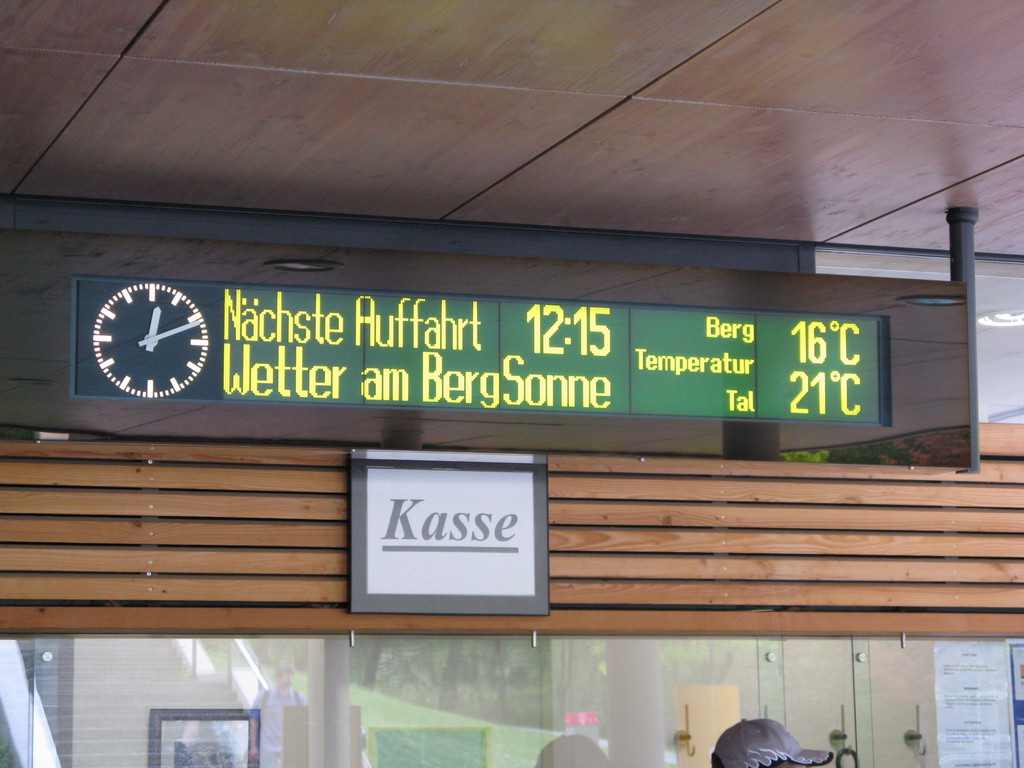 Nächste Auffahrt 12:15
Wetter am Berg Sonne
Berg 16°C
Temperatur
Tal 21°C
Kasse